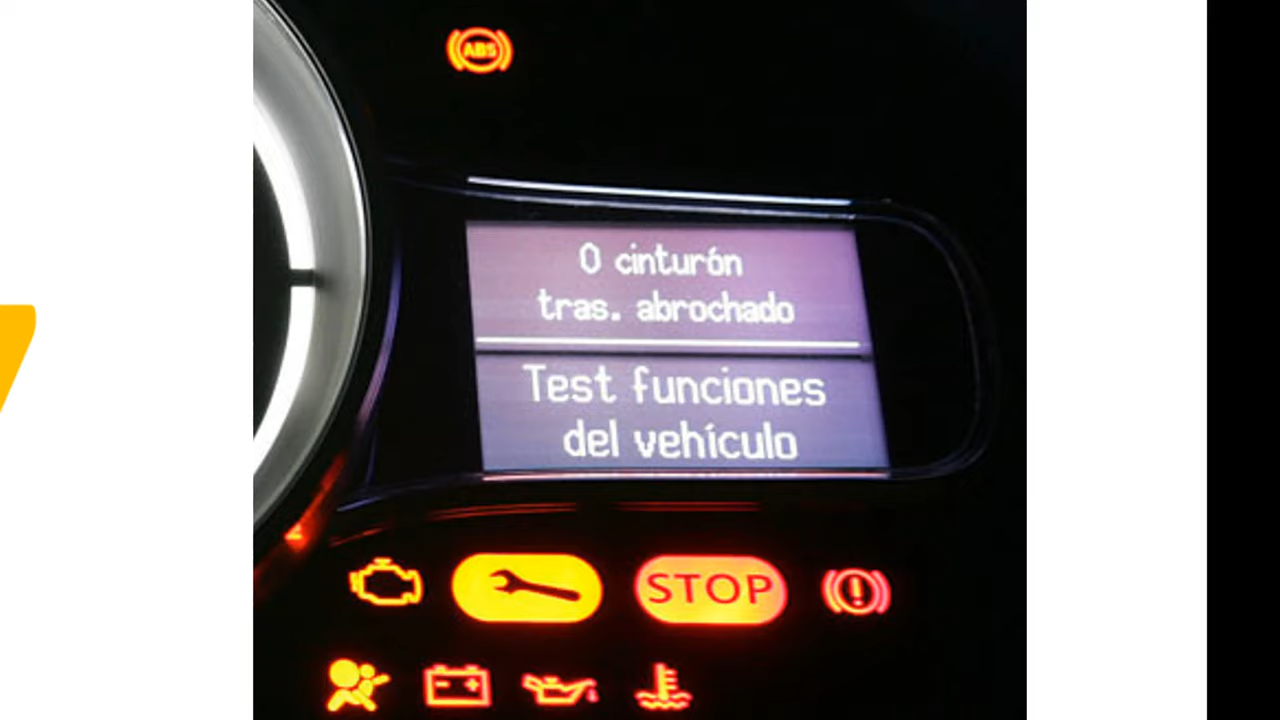 ABS
0 cinturón
tras. abrochado
Test funciones
del vehículo
STOP